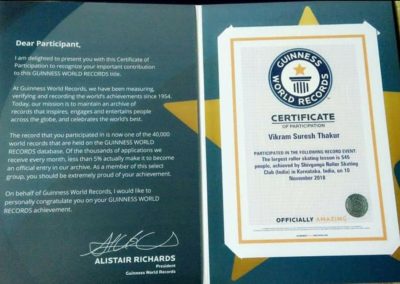 Dear Participant,
I am delighted to present you with this Certificate of
Participation to recognize your important contribution
to this GUINNESS WORLD RECORDS title.
At Guinness World Records, we have been measuring,
verifying and recording the world's achievements since 1954.
Today, our mission is to maintain an archive of
records that inspires, engages and entertains people
across the globe, and celebrates the world's best.
The record that you participated in is now one of the 40,000
world records that are held on the GUINNESS WORLD
RECORDS database. Of the thousands of applications we
receive every month, less than 5% actually make it to become
an official entry in our archive. As a member of this select
group, you should be extremely proud of your achievement.
On behalf of Guinness World Records, I would like to
personally congratulate you on your GUINNESS WORLD
RECORDS achievement.
ALISTAIR RICHARDS
President
Guinness World Records
GUINNESS
WORLD RECORDS
CERTIFICATE
OF PARTICIPATION
Vikram Suresh Thakur
PARTICIPATED IN THE FOLLOWING RECORD EVENT:
The largest roller skating lesson is 545
people, achieved by Shivganga Roller Skating
Club (India) in Karnataka, India, on 10
November 2018
OFFICIALLY AMAZING